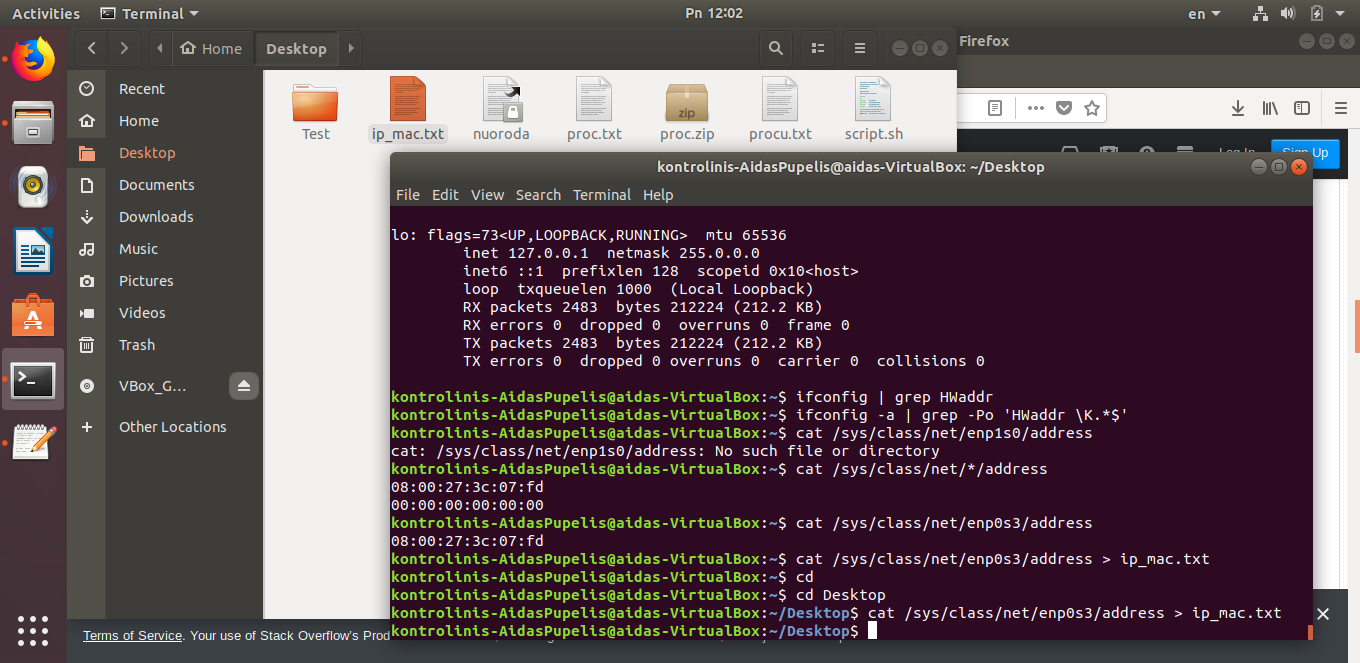 Activities
Terminal
Pn 12:02
en
Home
Desktop
Firefox
Recent
Home
Desktop
Documents
Downloads
Music
Pictures
Videos
Trash
VBox_G…
Other Locations
Test
ip_mac.txt
nuoroda
proc.txt
zip
proc.zip
procu.txt
script.sh
Log In
Sign Up
kontrolinis-AidasPupelis@aidas-VirtualBox: ~/Desktop
File Edit View Search Terminal Help
lo: flags=73<UP,LOOPBACK,RUNNING>  mtu 65536
        inet 127.0.0.1  netmask 255.0.0.0
        inet6 ::1  prefixlen 128  scopeid 0x10<host>
        loop  txqueuelen 1000  (Local Loopback)
        RX packets 2483  bytes 212224 (212.2 KB)
        RX errors 0  dropped 0  overruns 0  frame 0
        TX packets 2483  bytes 212224 (212.2 KB)
        TX errors 0  dropped 0 overruns 0  carrier 0  collisions 0
kontrolinis-AidasPupelis@aidas-VirtualBox:~$ ifconfig | grep HWaddr
kontrolinis-AidasPupelis@aidas-VirtualBox:~$ ifconfig -a | grep -Po 'HWaddr \K.*$'
kontrolinis-AidasPupelis@aidas-VirtualBox:~$ cat /sys/class/net/enp1s0/address
cat: /sys/class/net/enp1s0/address: No such file or directory
kontrolinis-AidasPupelis@aidas-VirtualBox:~$ cat /sys/class/net/*/address
08:00:27:3c:07:fd
00:00:00:00:00:00
kontrolinis-AidasPupelis@aidas-VirtualBox:~$ cat /sys/class/net/enp0s3/address
08:00:27:3c:07:fd
kontrolinis-AidasPupelis@aidas-VirtualBox:~$ cat /sys/class/net/enp0s3/address > ip_mac.txt
kontrolinis-AidasPupelis@aidas-VirtualBox:~$ cd
kontrolinis-AidasPupelis@aidas-VirtualBox:~$ cd Desktop
kontrolinis-AidasPupelis@aidas-VirtualBox:~/Desktop$ cat /sys/class/net/enp0s3/address > ip_mac.txt
kontrolinis-AidasPupelis@aidas-VirtualBox:~/Desktop$
Terms of Service. Your use of Stack Overflow's Prod